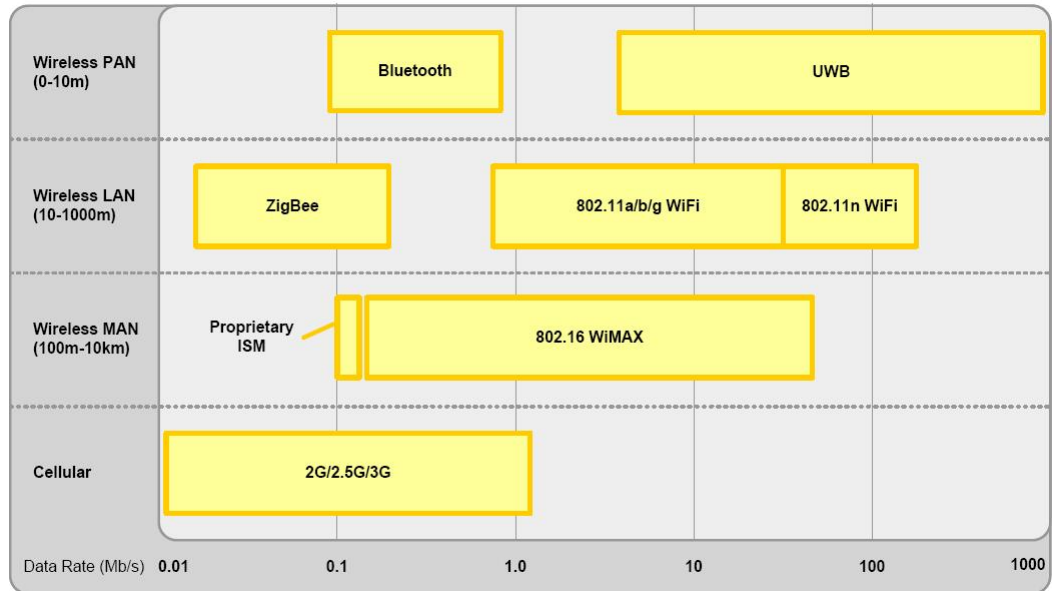 Wireless PAN
(0-10m)
Bluetooth
UWB
Wireless LAN
(10-1000m)
ZigBee
802.11a/b/g WiFi
802.11n WiFi
Wireless MAN
(100m-10km)
Proprietary
ISM
802.16 WiMAX
Cellular
2G/2.5G/3G
Data Rate (Mb/s) 0.01 0.1 1.0 10 100 1000